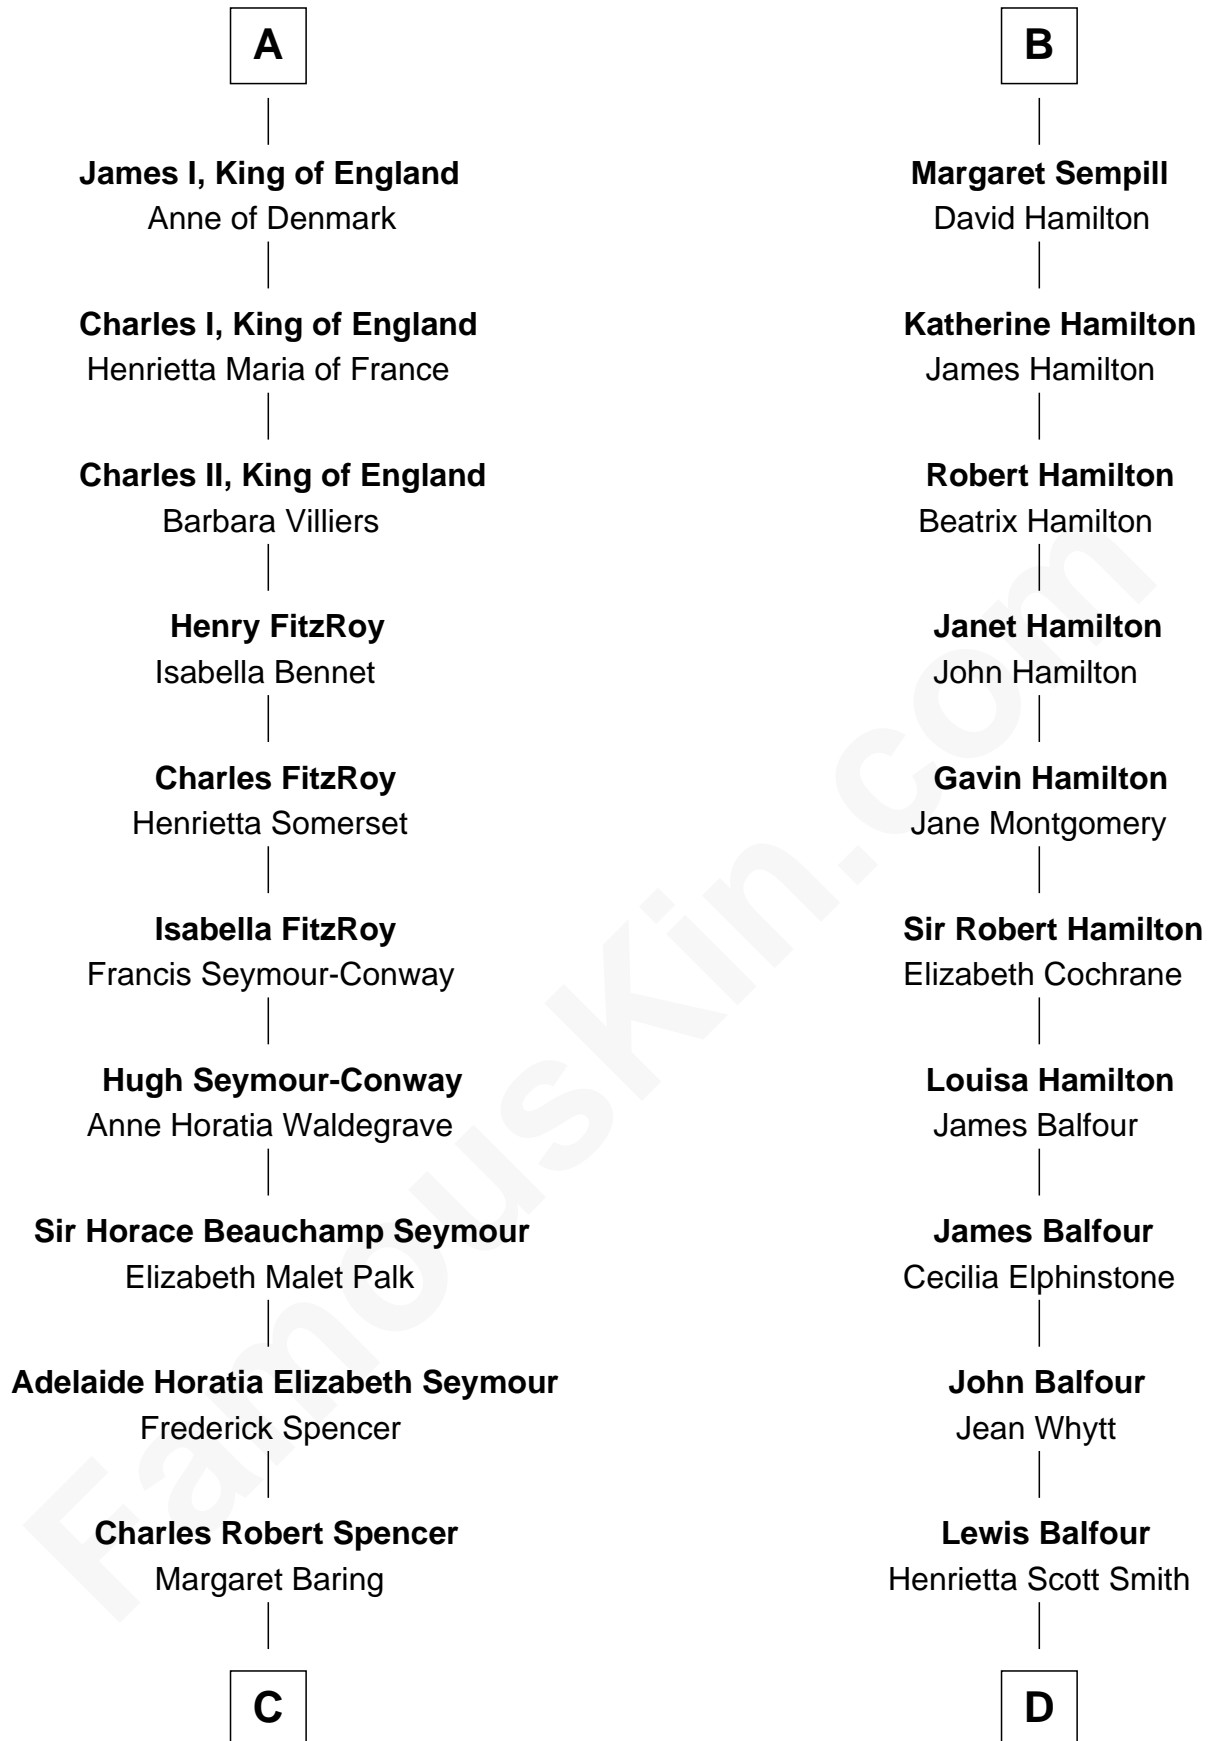 A
James I, King of England
Anne of Denmark
Charles I, King of England
Henrietta Maria of France
Charles II, King of England
Barbara Villiers
Henry FitzRoy
Isabella Bennet
Charles FitzRoy
Henrietta Somerset
Isabella FitzRoy
Francis Seymour-Conway
Hugh Seymour-Conway
Anne Horatia Waldegrave
Sir Horace Beauchamp Seymour
Elizabeth Malet Palk
Adelaide Horatia Elizabeth Seymour
Frederick Spencer
Charles Robert Spencer
Margaret Baring
C
B
Margaret Sempill
David Hamilton
Katherine Hamilton
James Hamilton
Robert Hamilton
Beatrix Hamilton
Janet Hamilton
John Hamilton
Gavin Hamilton
Jane Montgomery
Sir Robert Hamilton
Elizabeth Cochrane
Louisa Hamilton
James Balfour
James Balfour
Cecilia Elphinstone
John Balfour
Jean Whytt
Lewis Balfour
Henrietta Scott Smith
D
FamousKin.com